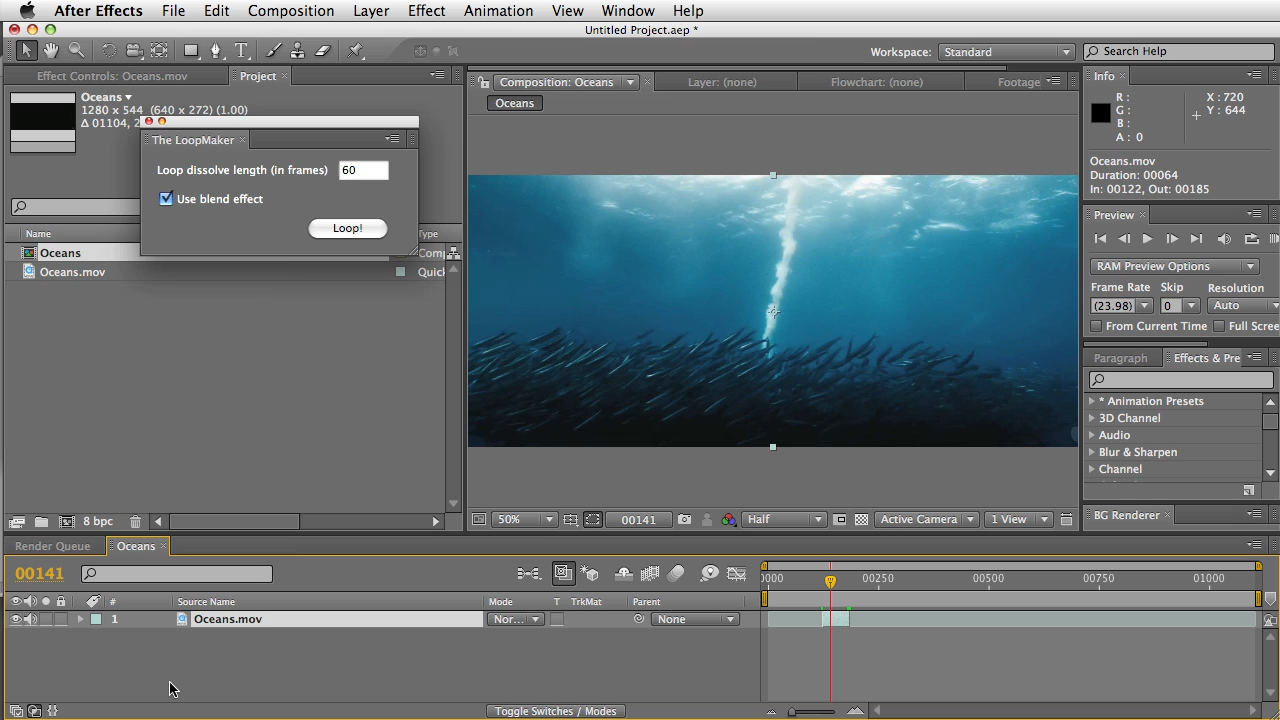 After Effects File Edit Composition Layer Effect Animation View Window Help
Untitled Project.aep *
Workspace: Standard
Search Help
Effect Controls: Oceans.mov
Project
Oceans
1280 x 544 (640 x 272) (1.00)
Δ 01104, 2
The LoopMaker
Loop dissolve length (in frames) 60
Use blend effect
Loop!
Name
Type
Oceans
Comp
Oceans.mov
Quick
8 bpc
Composition: Oceans
Layer: (none)
Flowchart: (none)
Footage
Oceans
50%
00141
Half
Active Camera
1 View
Info
R :
G :
B :
A : 0
X : 720
Y : 644
Oceans.mov
Duration: 00064
In: 00122, Out: 00185
Preview
RAM Preview Options
Frame Rate Skip Resolution
(23.98) 0 Auto
From Current Time Full Scree
Paragraph
Effects & Pre
* Animation Presets
3D Channel
Audio
Blur & Sharpen
Channel
BG Renderer
Render Queue
Oceans
00141
0000 00250 00500 00750 01000
# Source Name Mode T TrkMat Parent
1 Oceans.mov Nor... None
Toggle Switches / Modes